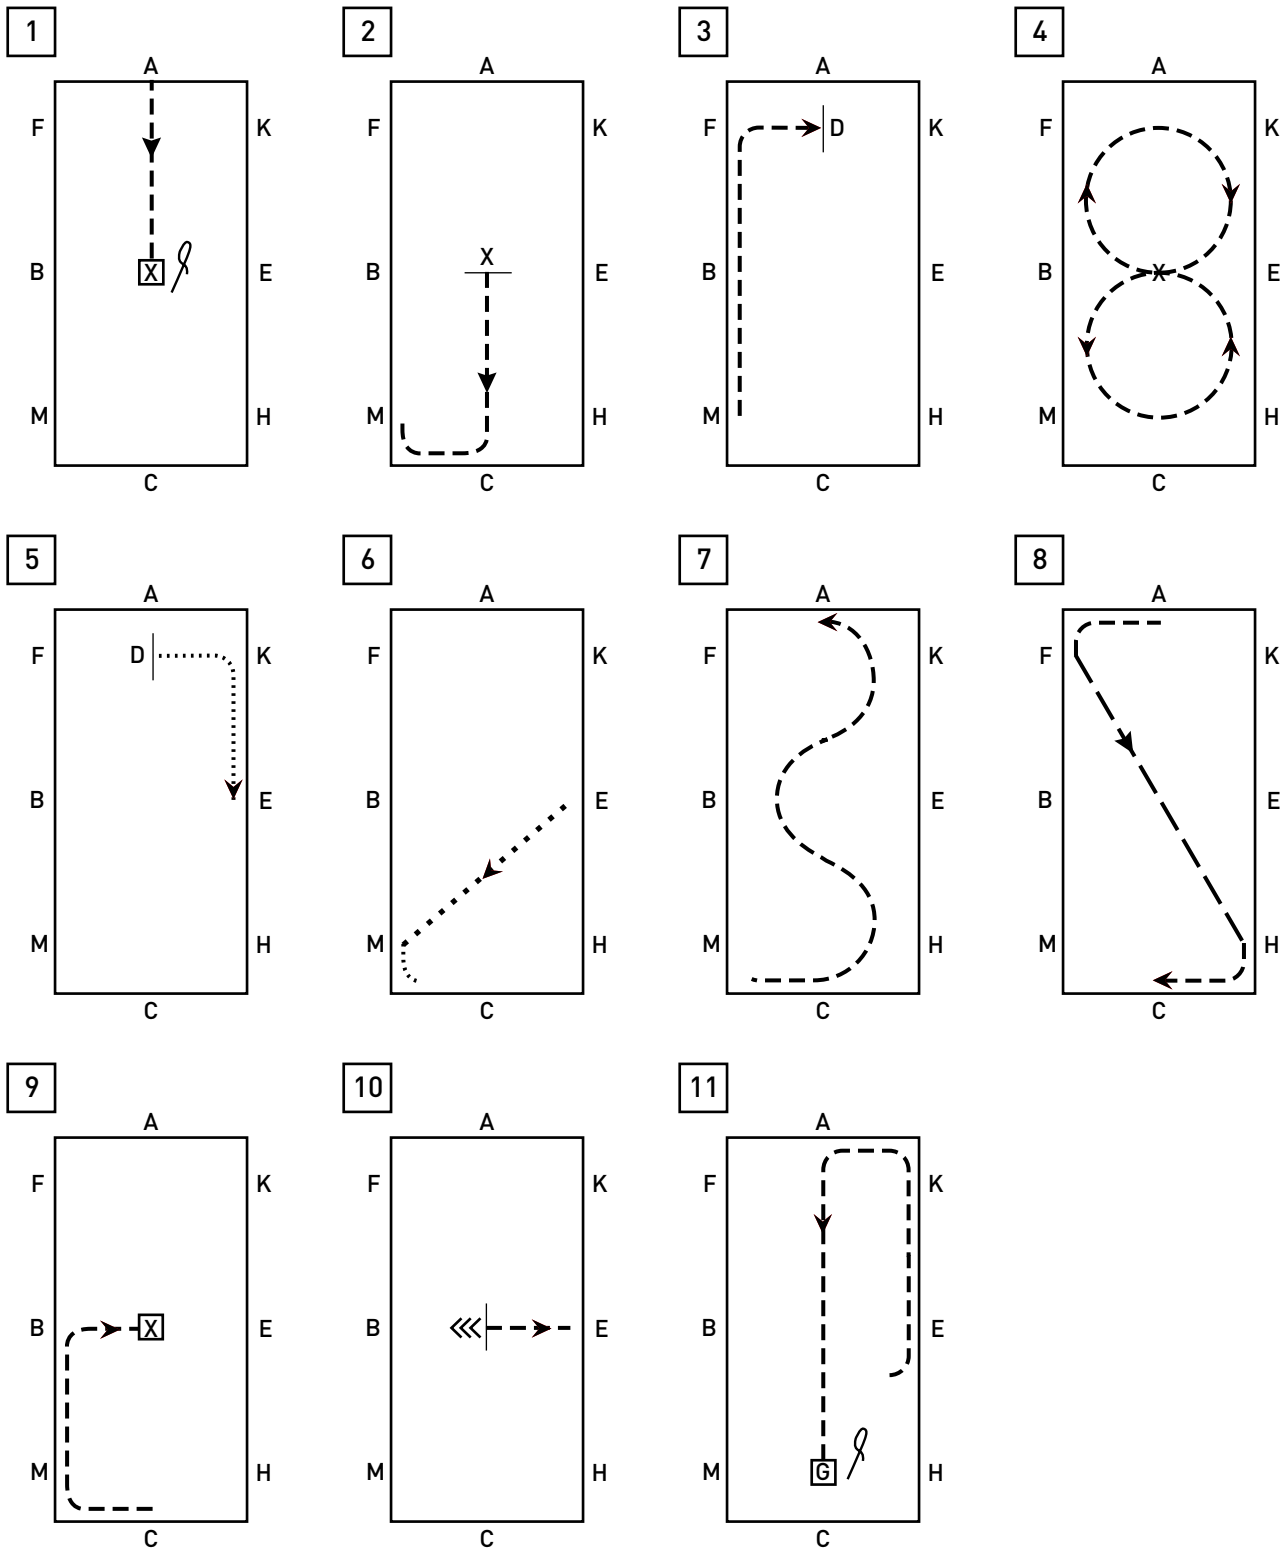 1 2 3 4
A A A A
F K F K F D K F K
B X E B X E B E B X E
M H M H M H M H
C C C C
5 6 7 8
A A A A
F D K F K F K F K
B E B E B E B E
M H M H M H M H
C C C C
9 10 11
A A A
F K F K F K
B X E B E B E
M H M H M G H
C C C